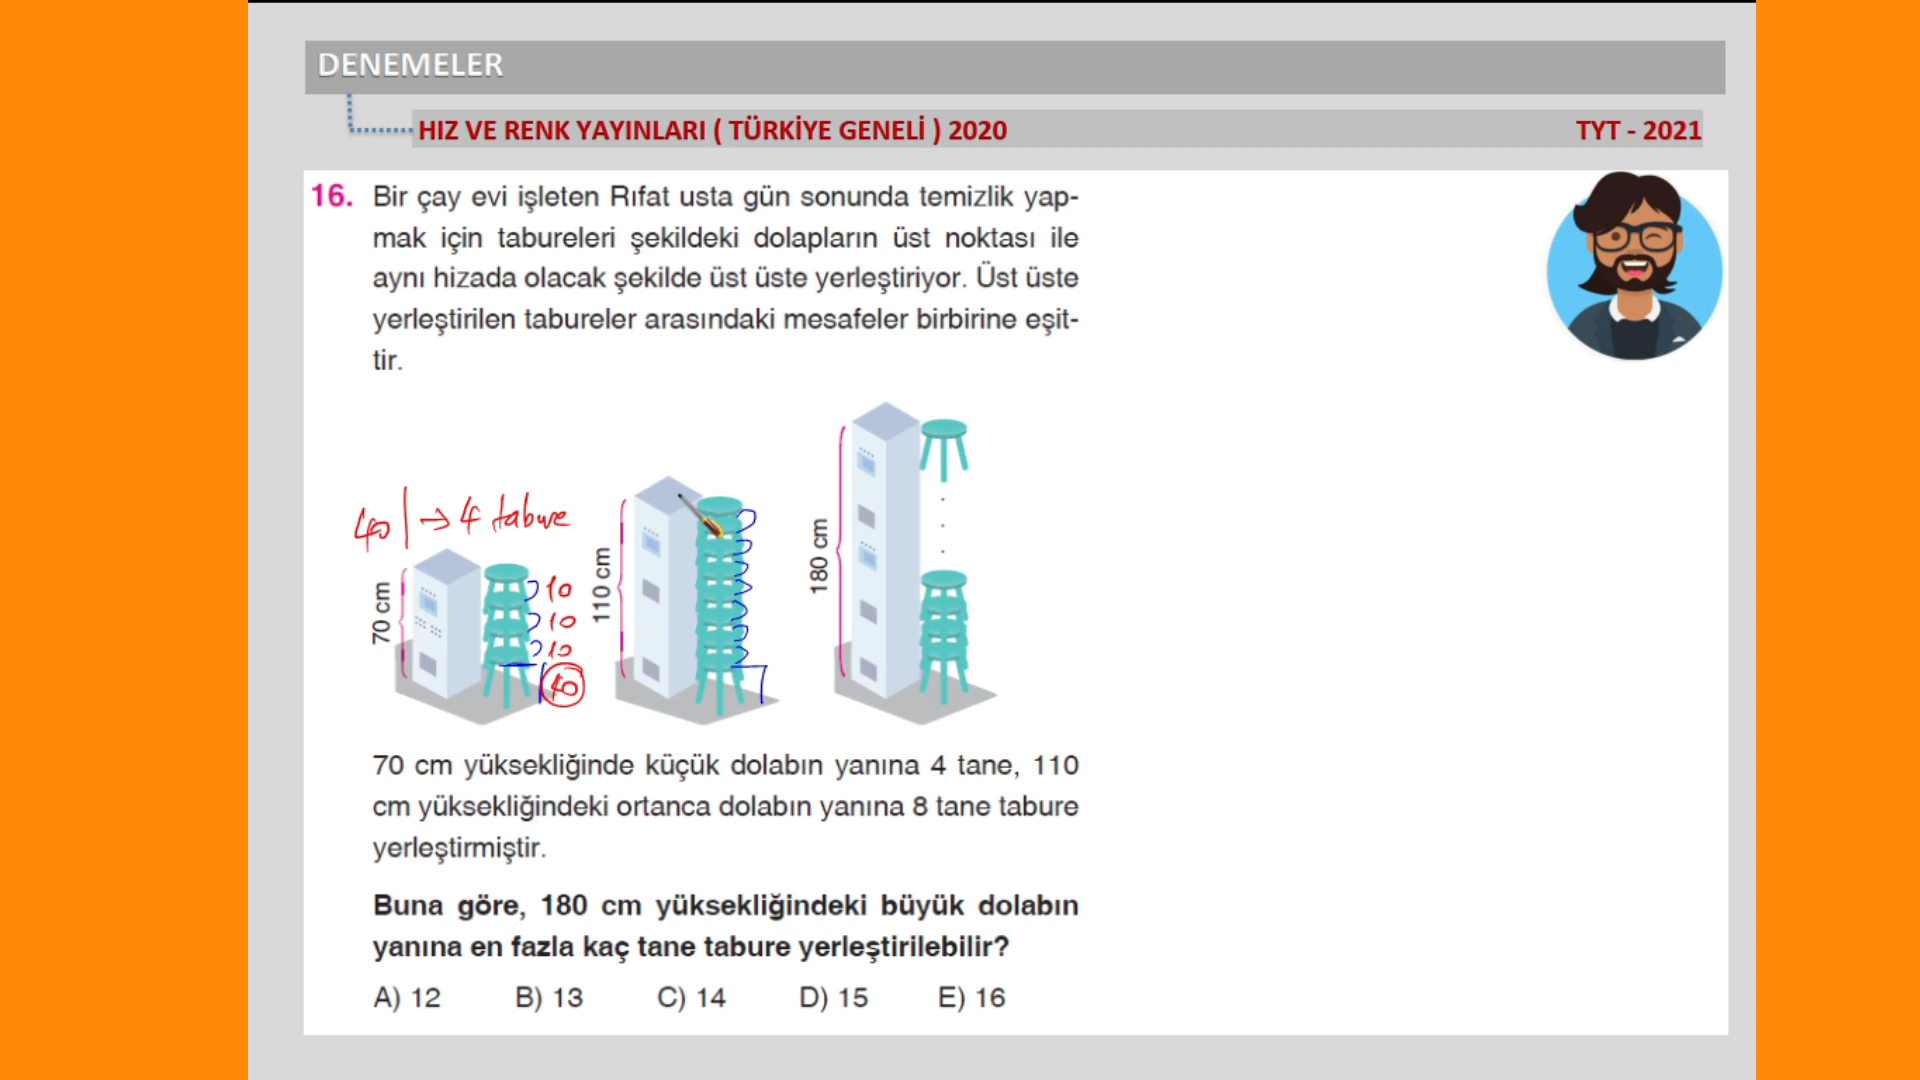 DENEMELER
HIZ VE RENK YAYINLARI ( TÜRKİYE GENELİ ) 2020
TYT - 2021
16. Bir çay evi işleten Rıfat usta gün sonunda temizlik yap-
mak için tabureleri şekildeki dolapların üst noktası ile
aynı hizada olacak şekilde üst üste yerleştiriyor. Üst üste
yerleştirilen tabureler arasındaki mesafeler birbirine eşit-
tir.
40 | → 4 tabure
70 cm
10
10
10
40
110 cm
180 cm
70 cm yüksekliğinde küçük dolabın yanına 4 tane, 110
cm yüksekliğindeki ortanca dolabın yanına 8 tane tabure
yerleştirmiştir.
Buna göre, 180 cm yüksekliğindeki büyük dolabın
yanına en fazla kaç tane tabure yerleştirilebilir?
A) 12 B) 13 C) 14 D) 15 E) 16